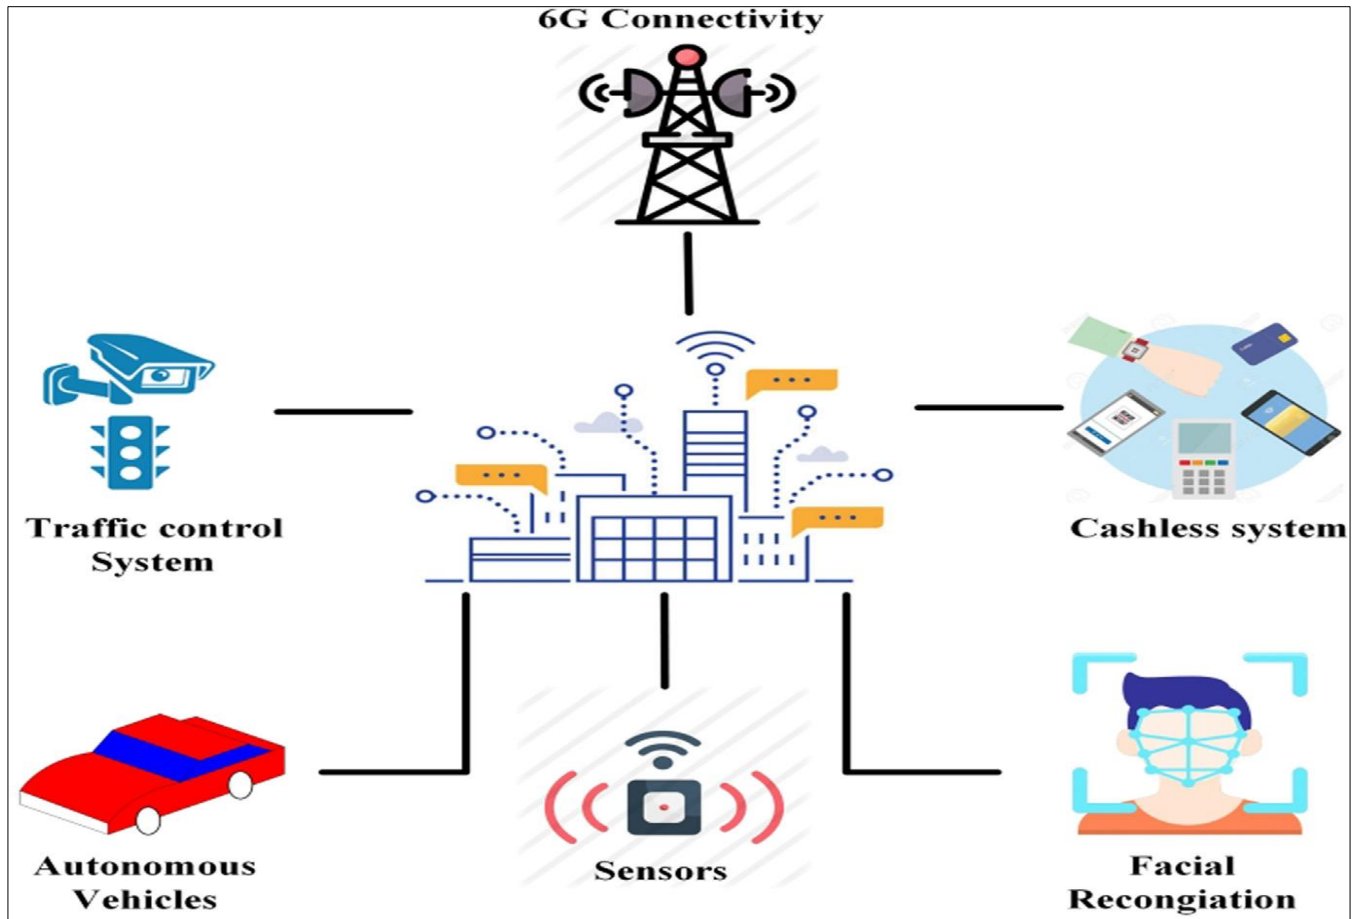 6G Connectivity
Traffic control
System
Cashless system
Autonomous
Vehicles
Sensors
Facial
Recongiation